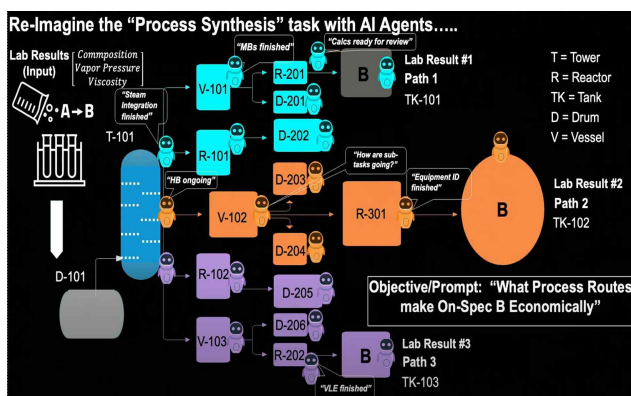 Re-Imagine the “Process Synthesis” task with AI Agents…..
Lab Results
(Input)
Commposition
Vapor Pressure
Viscosity
A→B
“Steam
Integration
finished”
T-101
“MBs finished”
“Calcs ready for review”
V-101
R-201
D-201
B
Lab Result #1
Path 1
TK-101
T = Tower
R = Reactor
TK = Tank
D = Drum
V = Vessel
R-101
D-202
“HB ongoing”
“How are sub-
tasks going?”
D-203
“Equipment ID
finished”
V-102
R-301
B
Lab Result #2
Path 2
TK-102
D-204
D-101
R-102
D-205
Objective/Prompt: “What Process Routes
make On-Spec B Economically”
V-103
D-206
R-202
B
Lab Result #3
Path 3
TK-103
“VLE finished”